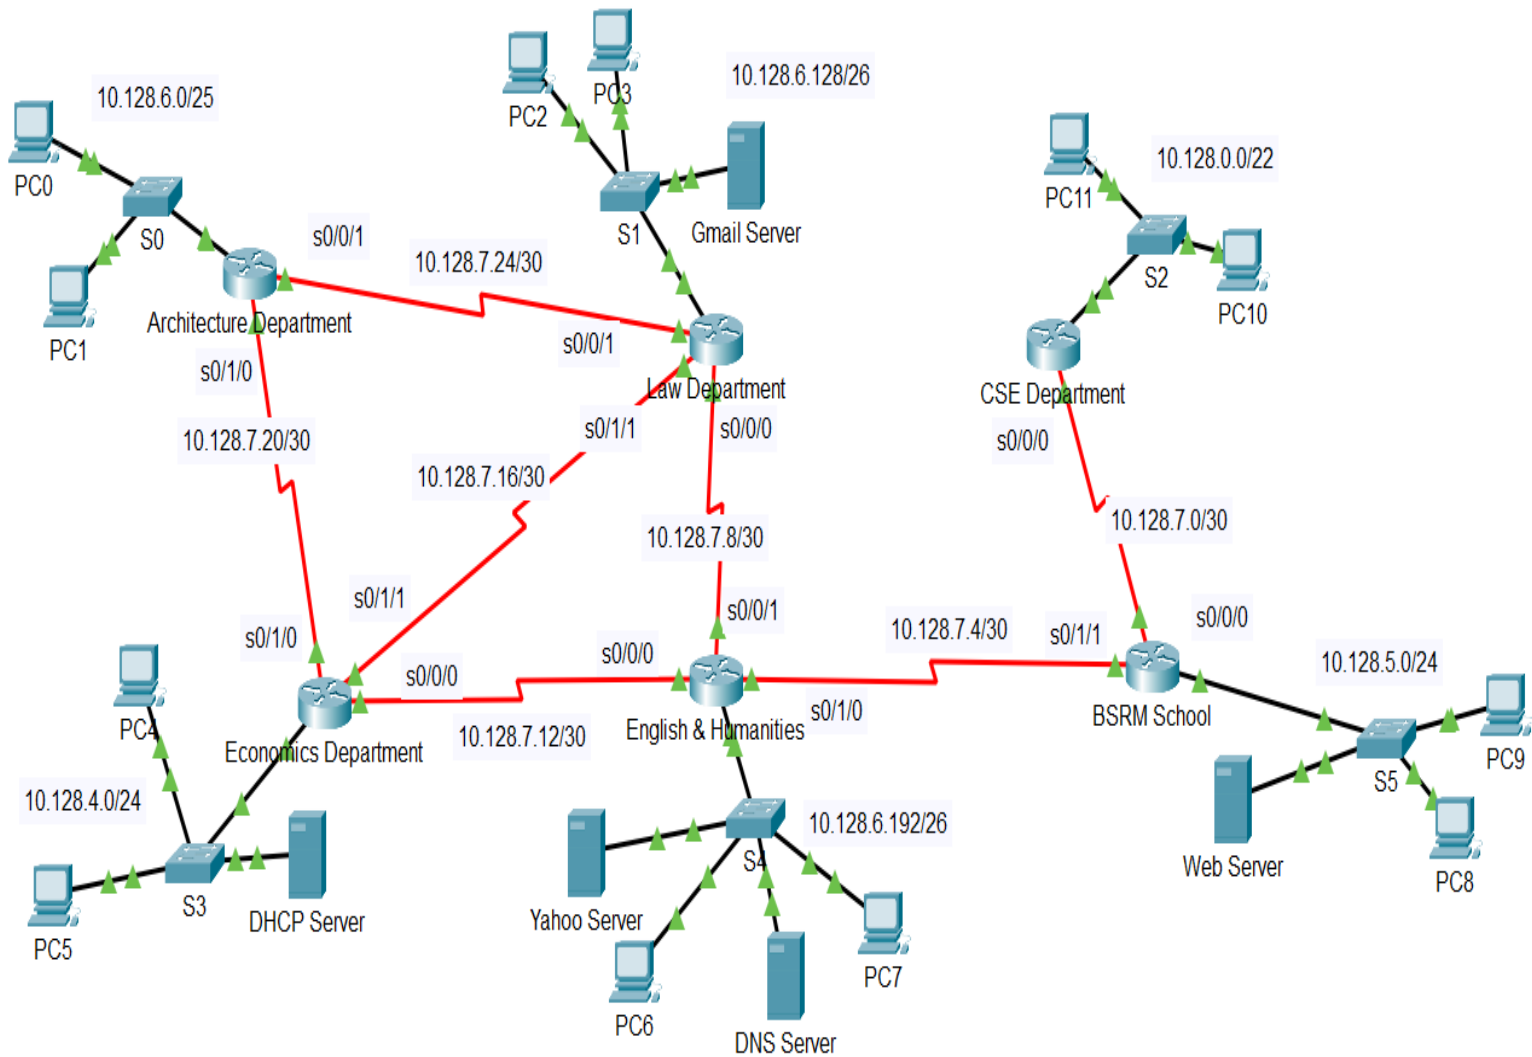 PC3
10.128.6.128/26
10.128.6.0/25
PC2
PC11
10.128.0.0/22
PC0
S0
s0/0/1
S1
Gmail Server
10.128.7.24/30
S2
PC10
PC1
Architecture Department
s0/0/1
s0/1/0
Law Department
CSE Department
10.128.7.20/30
s0/1/1
s0/0/0
s0/0/0
10.128.7.16/30
10.128.7.8/30
10.128.7.0/30
s0/1/1
s0/0/1
s0/1/0
s0/0/0
s0/0/0
10.128.7.4/30
s0/1/1
s0/0/0
10.128.5.0/24
PC4
Economics Department
10.128.7.12/30
English & Humanities
s0/1/0
BSRM School
PC9
S5
10.128.4.0/24
10.128.6.192/26
S4
Web Server
PC8
PC5
S3
DHCP Server
Yahoo Server
PC6
DNS Server
PC7